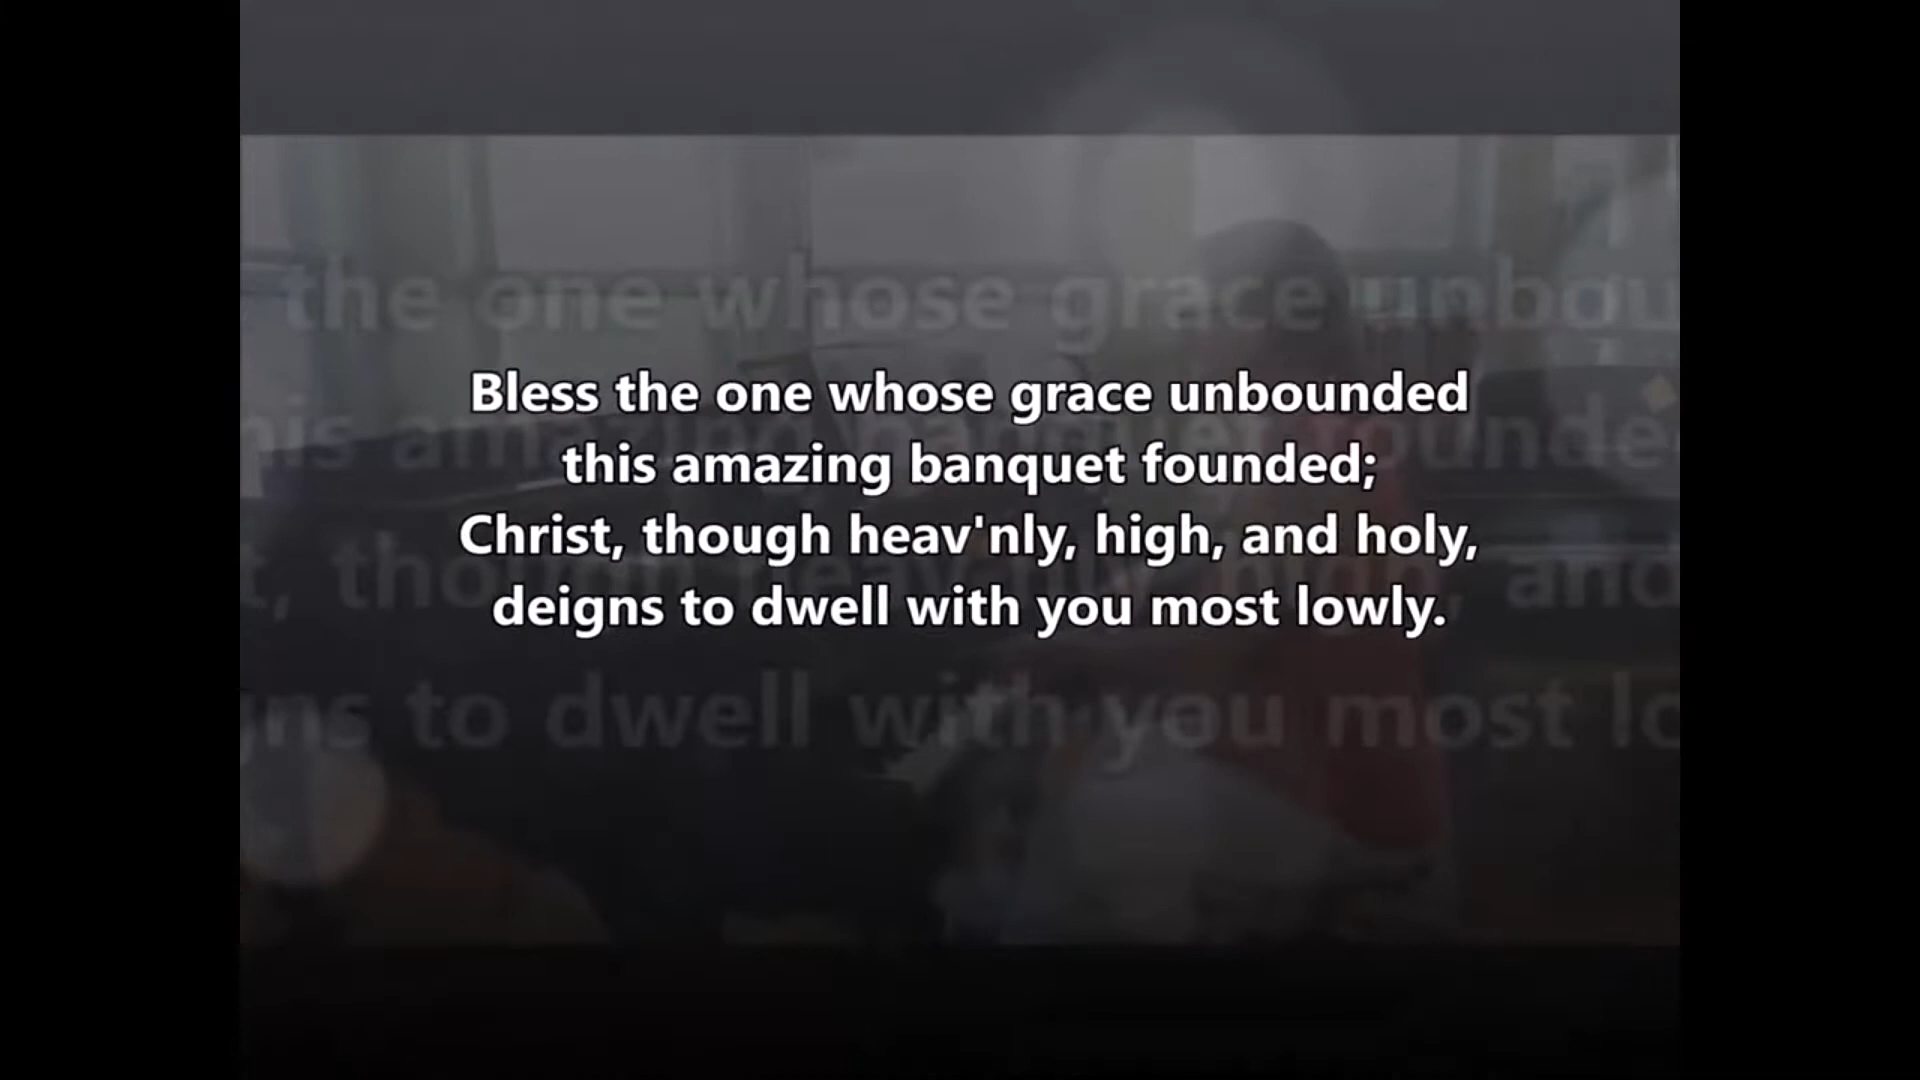 Bless the one whose grace unbounded
this amazing banquet founded;
Christ, though heav'nly, high, and holy,
deigns to dwell with you most lowly.